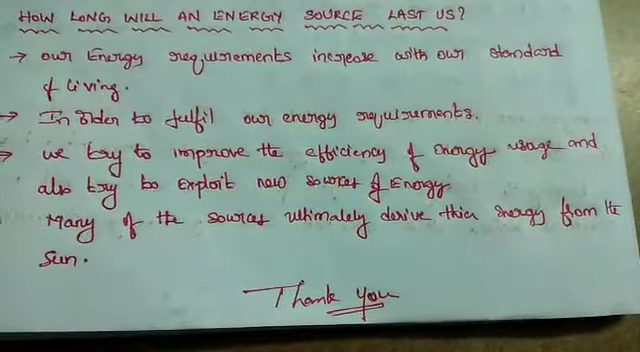 HOW LONG WILL AN ENERGY SOURCE LAST US?
→ our Energy requirements increase with our standard
of living.
→ In order to fulfil our energy requirements.
→ we try to improve the efficiency of energy usage and
also try to exploit new sources of Energy
Many of the sources ultimately derive their energy from the
Sun.
Thank you